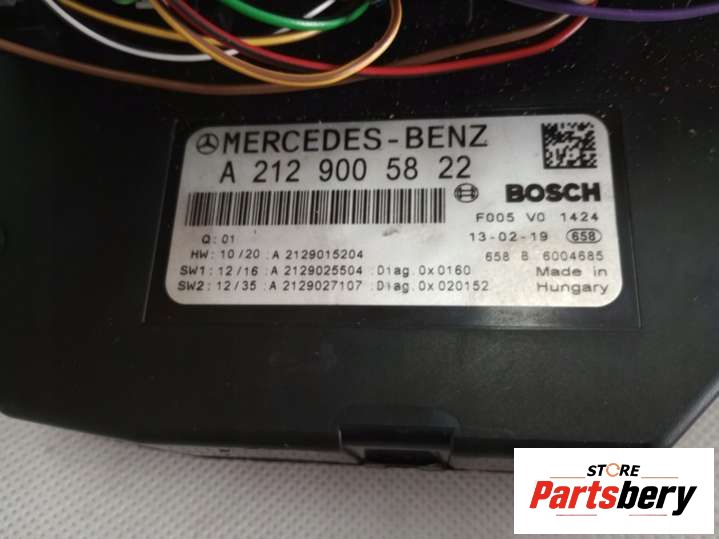 MERCEDES-BENZ
A 212 900 58 22
BOSCH
F005 V0 1424
Q: 01
13-02-19 658
HW: 10/20 :A 2129015204
658 B 6004685
SW1: 12/16 :A 2129025504 :Diag.0x0160
Made in
SW2: 12/35 :A 2129027107 :Diag.0x020152
Hungary
STORE
Partsbery